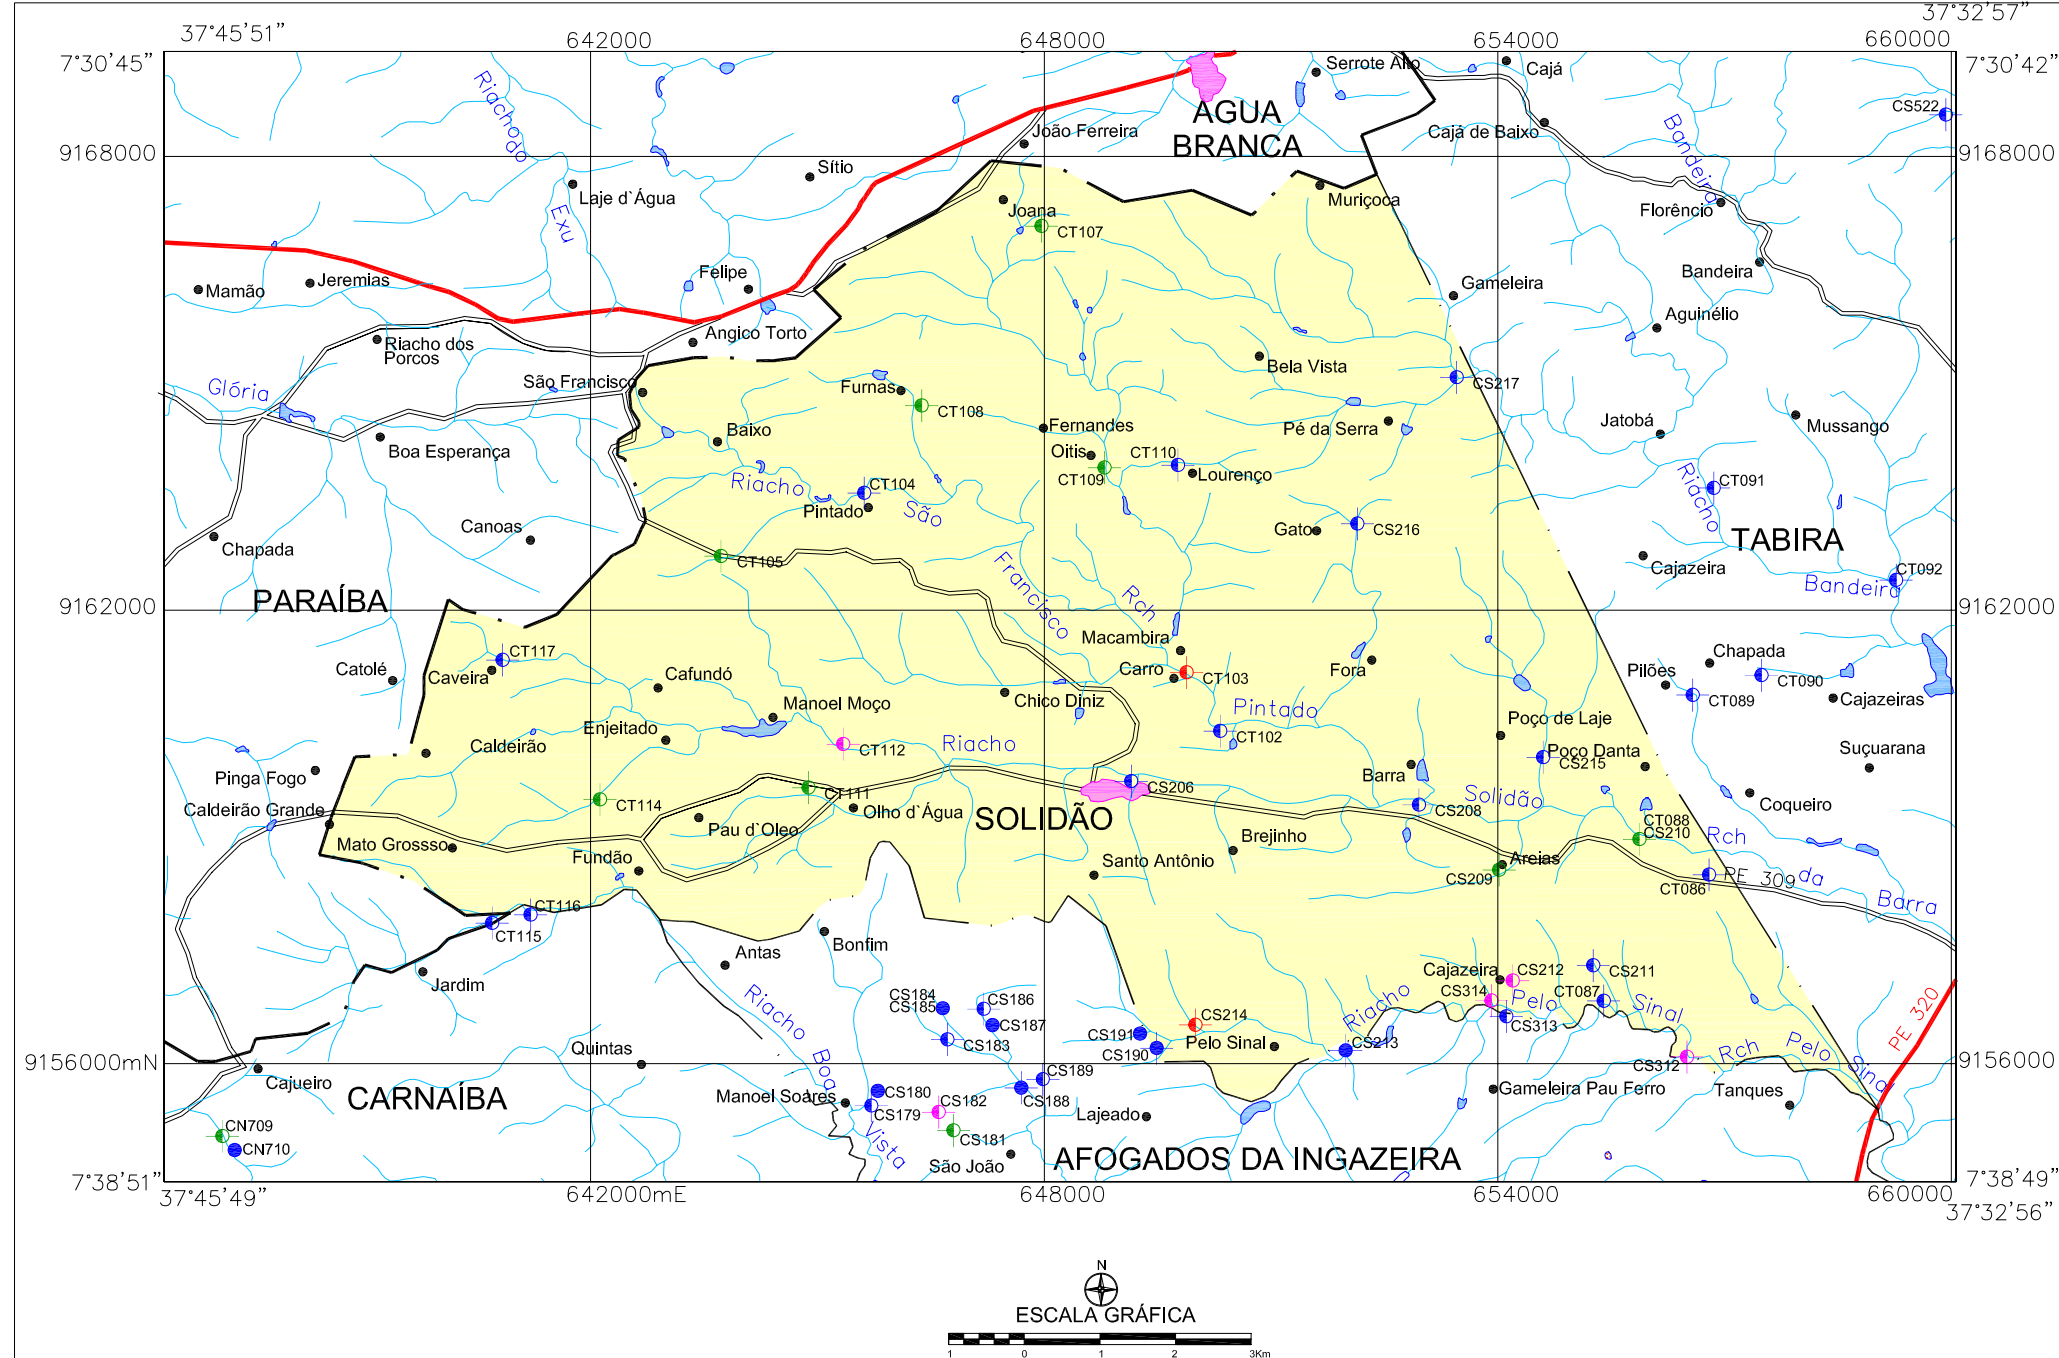 37°45'51"
642000
648000
654000
660000
37°32'57"
7°30'45"
7°30'42"
Serrote Alto
Cajá
CS522
AGUA
BRANCA
Cajá de Baixo
Riachodo
Exu
João Ferreira
Bandeira
9168000
9168000
Sítio
Laje d`Água
Joana
CT107
Muriçoca
Florêncio
Mamão
Jeremias
Felipe
Bandeira
Gameleira
Angico Torto
Aguinélio
Riacho dos
Porcos
Glória
São Francisco
Furnas
CT108
Bela Vista
CS217
Boa Esperança
Baixo
Fernandes
Pé da Serra
Jatobá
Mussango
Oitis
CT109
CT110
Lourenço
Riacho
São
Francisco
CT104
Pintado
CT091
Riacho
Bandeira
Canoas
Gato
CS216
TABIRA
Chapada
CT105
Cajazeira
CT092
PARAÍBA
Rch
9162000
9162000
Macambira
CT117
Caveira
Catolé
Cafundó
Carro
CT103
Fora
Chapada
Pilões
CT090
CT089
Cajazeiras
Manoel Moço
Chico Diniz
Pintado
CT102
Poço de Laje
Enjeitado
Caldeirão
CT112
Riacho
Poço Danta
CS215
Suçuarana
Pinga Fogo
Barra
CS206
Caldeirão Grande
CT114
CT111
Olho d`Água
SOLIDÃO
Solidão
CS208
Coqueiro
Pau d`Oleo
CT088
CS210
Rch
da
Barra
Mato Grossso
Fundão
Brejinho
Santo Antônio
Areias
CS209
CT086
PE 309
CT116
CT115
Bonfim
Antas
Jardim
Cajazeira
CS212
CS211
CS314
Pelo
CT087
Sinal
CS313
Riacho
CS184
CS185
CS186
CS187
CS183
CS191
CS190
CS214
Pelo Sinal
CS213
Rch
Pelo
Sinal
CS312
PE 320
Riacho
Boa
Vista
Quintas
9156000mN
9156000
Cajueiro
CARNAÍBA
Manoel Soares
CS180
CS179
CS182
CS181
CS189
CS188
Lajeado
Gameleira Pau Ferro
Tanques
CN709
CN710
São João
AFOGADOS DA INGAZEIRA
7°38'51"
7°38'49"
37°45'49"
642000mE
648000
654000
660000
37°32'56"
N
ESCALA GRÁFICA
1 0 1 2 3Km